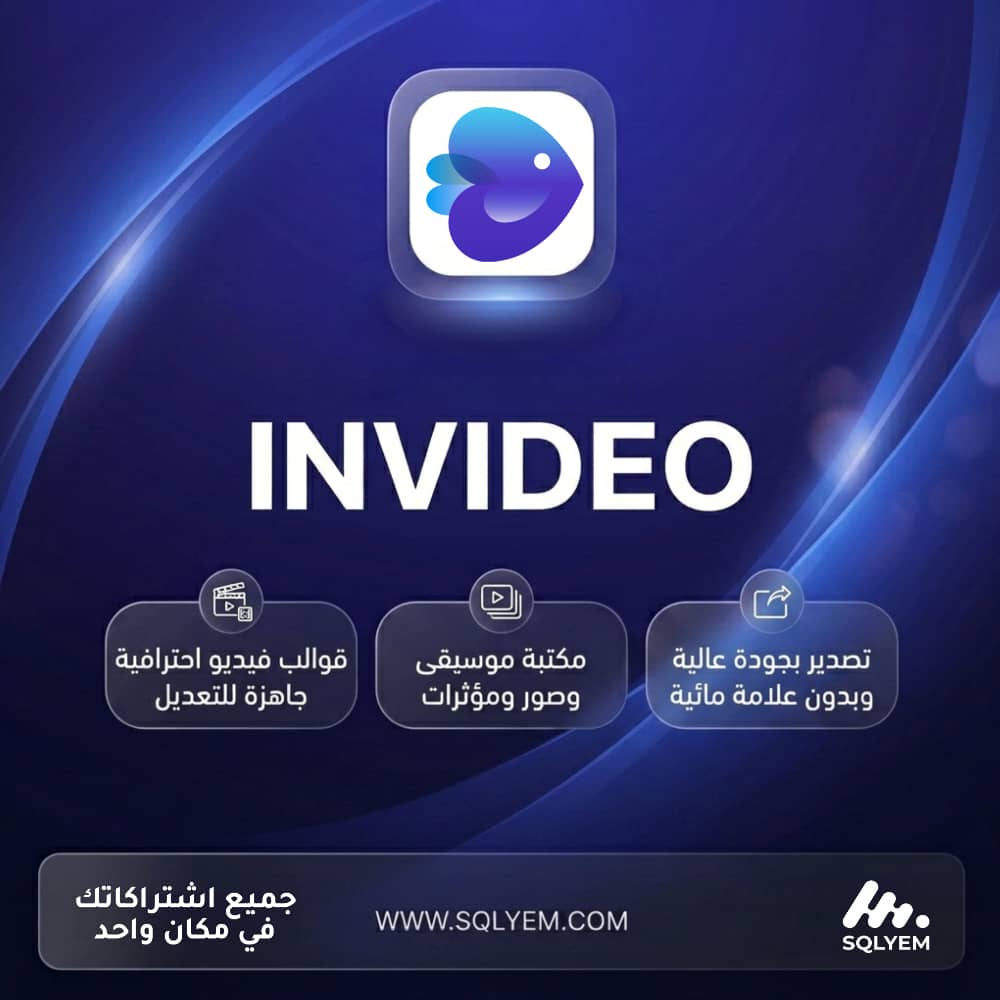 INVIDEO
تصدير بجودة عالية
وبدون علامة مائية
مكتبة موسيقى
وصور ومؤثرات
قوالب فيديو احترافية
جاهزة للتعديل
SQLYEM
WWW.SQLYEM.COM
جميع اشتراكاتك
في مكان واحد